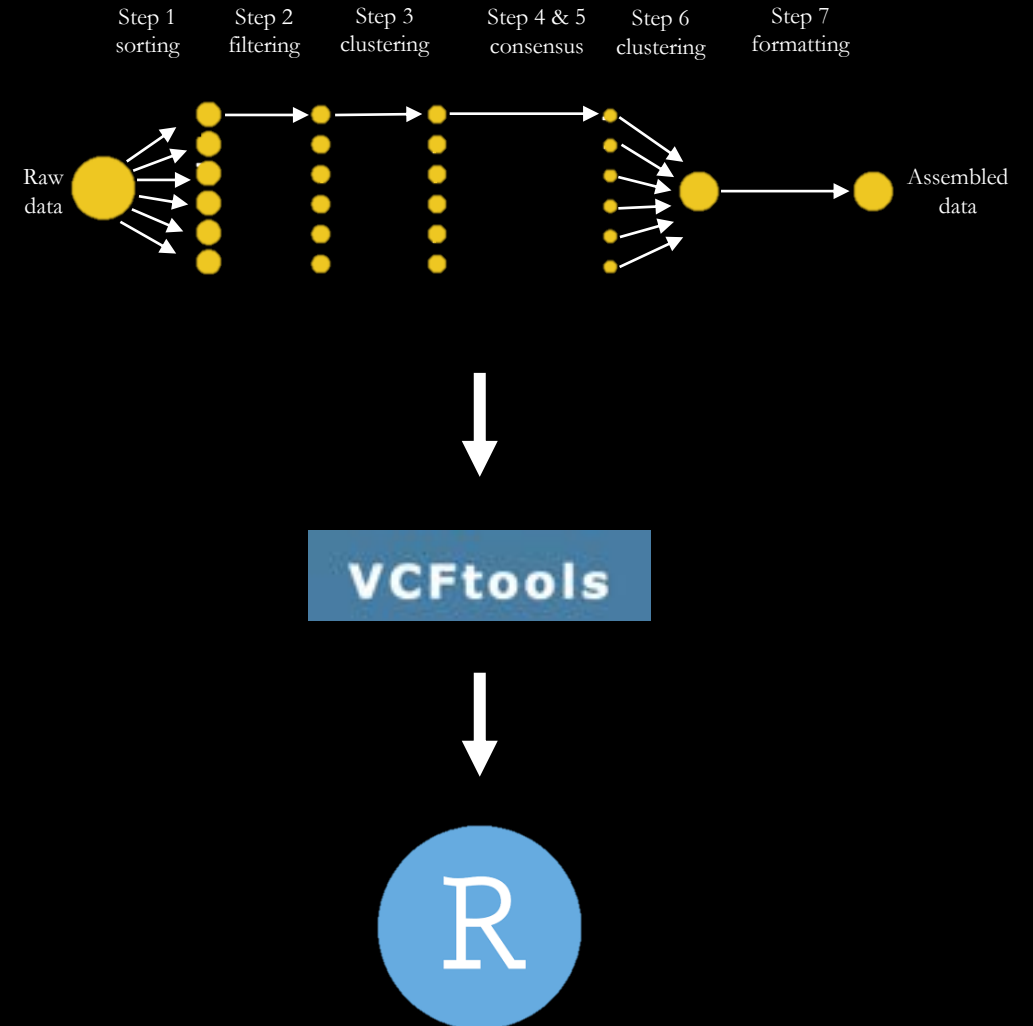 Step 1
sorting
Step 2
filtering
Step 3
clustering
Step 4 & 5
consensus
Step 6
clustering
Step 7
formatting
Raw
data
Assembled
data
VCFtools
R